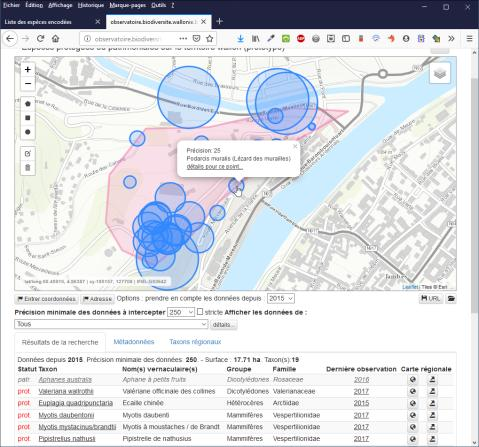 Fichier Édition Affichage Historique Marque-pages Outils ?
Liste des espèces encodées
observatoire.biodiversite.wallonie.b
observatoire.biodiversi
Espèces protégées ou patrimoniales sur le territoire wallon (prototype)
Précision: 25
Podarcis muralis (Lézard des murailles)
détails pour ce point...
Jambes
Leaflet | Tiles © Esri
Entrer coordonnées
Adresse
Options : prendre en compte les données depuis :
2015
URL
Précision minimale des données à intercepter
250
stricte
Afficher les données de :
Tous
détails...
Résultats de la recherche
Métadonnées
Taxons régionaux
Données depuis 2015, Précision minimale des données : 250. - Surface : 17.71 ha - Taxon(s):19
Statut Taxon Nom(s) vernaculaire(s) Groupe Famille Dernière observation Carte régionale
patr. Aphanes australis Aphane à petits fruits Dicotylédones Rosaceae 2016
prot. Valeriana wallrothii Valériane officinale des collines Dicotylédones Valerianaceae 2017
prot. Euplagia quadripunctaria Ecaille chinée Hétérocères Arctiidae 2015
prot. Myotis daubentonii Myotis daubenti Mammifères Vespertilionidae 2017
prot. Myotis mystacinus/brandtii Myotis à moustaches / de Brandt Mammifères Vespertilionidae 2017
prot. Pipistrellus nathusii Pipistrelle de nathusius Mammifères Vespertilionidae 2017